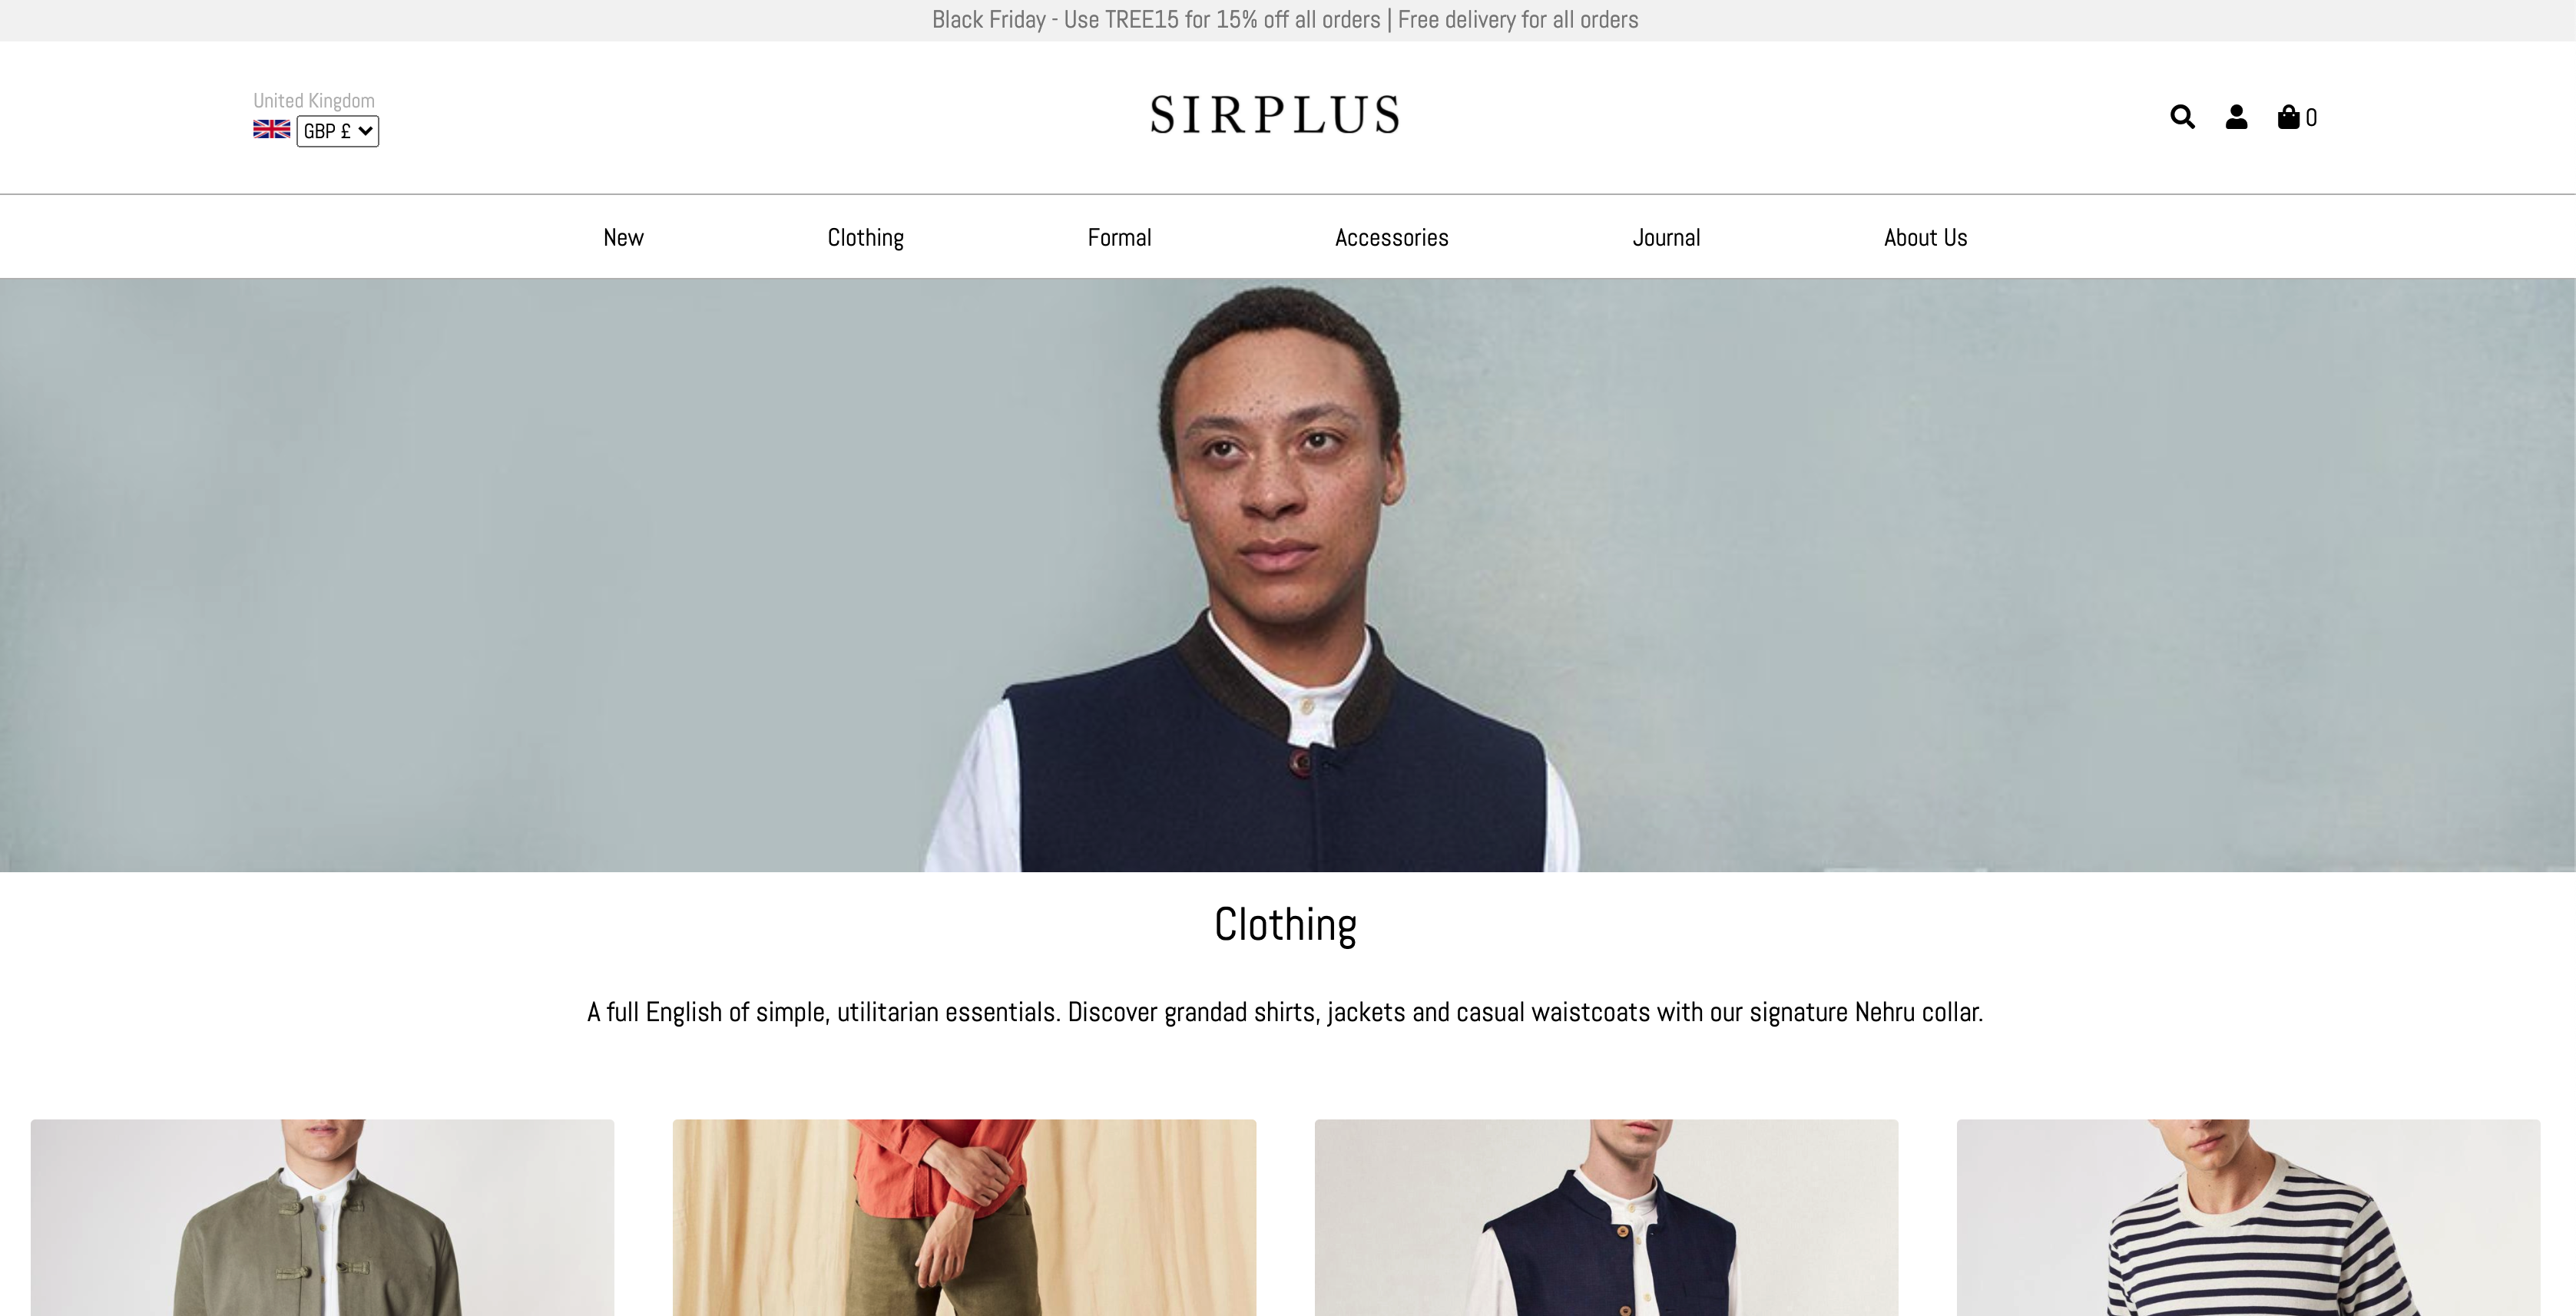 Black Friday - Use TREE15 for 15% off all orders | Free delivery for all orders
United Kingdom
GBP £
SIRPLUS
0
New
Clothing
Formal
Accessories
Journal
About Us
Clothing
A full English of simple, utilitarian essentials. Discover grandad shirts, jackets and casual waistcoats with our signature Nehru collar.